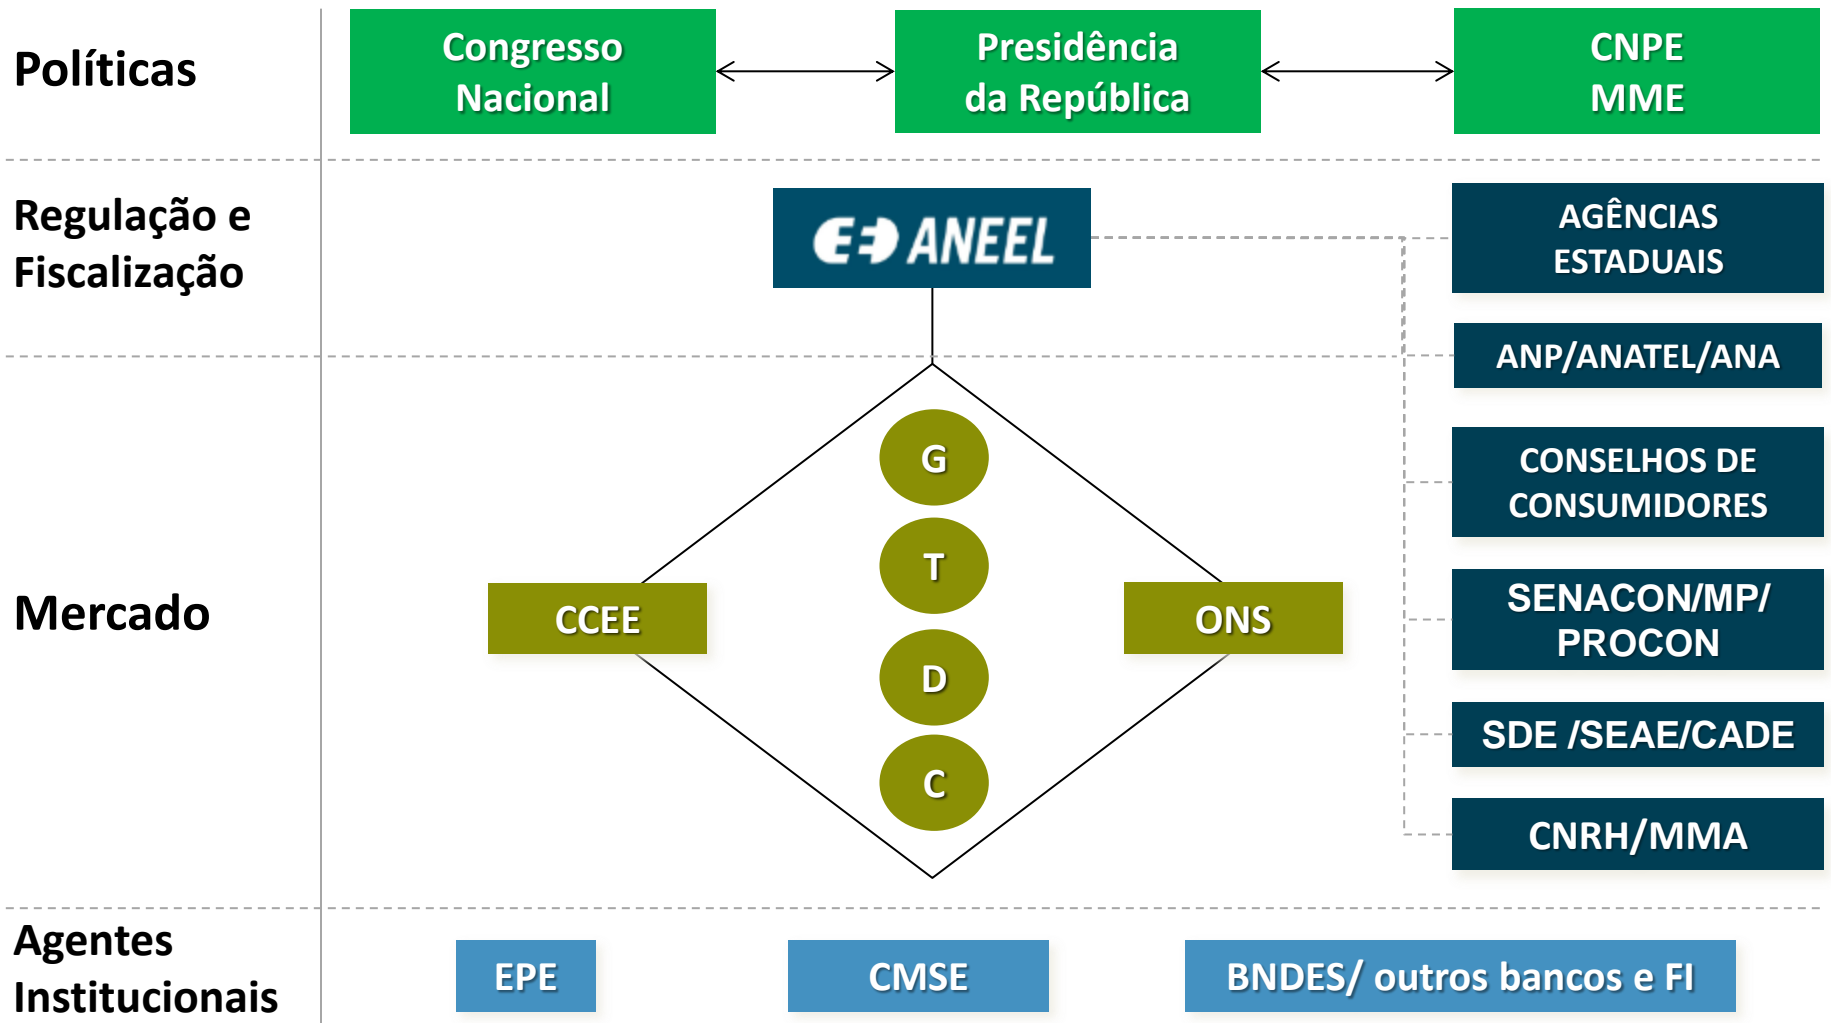 Políticas
Congresso
Nacional
Presidência
da República
CNPE
MME
Regulação e
Fiscalização
ANEEL
AGÊNCIAS
ESTADUAIS
ANP/ANATEL/ANA
CONSELHOS DE
CONSUMIDORES
SENACON/MP/
PROCON
SDE /SEAE/CADE
CNRH/MMA
Mercado
G
T
D
C
CCEE
ONS
Agentes
Institucionais
EPE
CMSE
BNDES/ outros bancos e FI